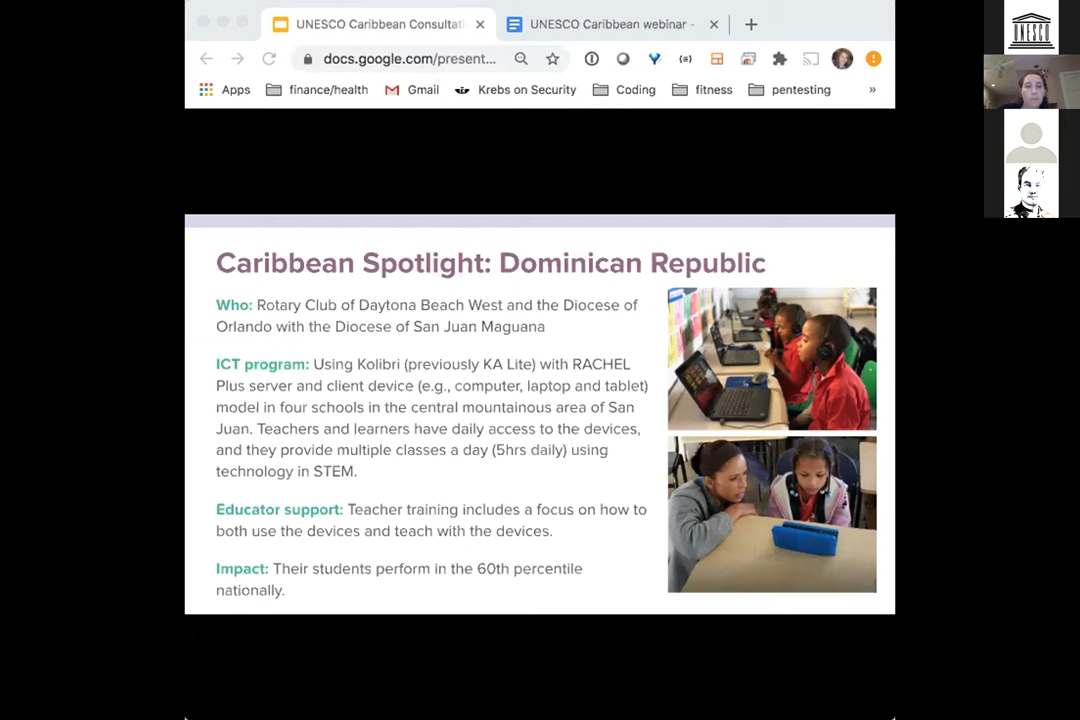 UNESCO Caribbean Consultati
UNESCO Caribbean webinar -
docs.google.com/present...
Apps
finance/health
Gmail
Krebs on Security
Coding
fitness
pentesting
»
UNESCO
Caribbean Spotlight: Dominican Republic
Who: Rotary Club of Daytona Beach West and the Diocese of
Orlando with the Diocese of San Juan Maguana
ICT program: Using Kolibri (previously KA Lite) with RACHEL
Plus server and client device (e.g., computer, laptop and tablet)
model in four schools in the central mountainous area of San
Juan. Teachers and learners have daily access to the devices,
and they provide multiple classes a day (5hrs daily) using
technology in STEM.
Educator support: Teacher training includes a focus on how to
both use the devices and teach with the devices.
Impact: Their students perform in the 60th percentile
nationally.